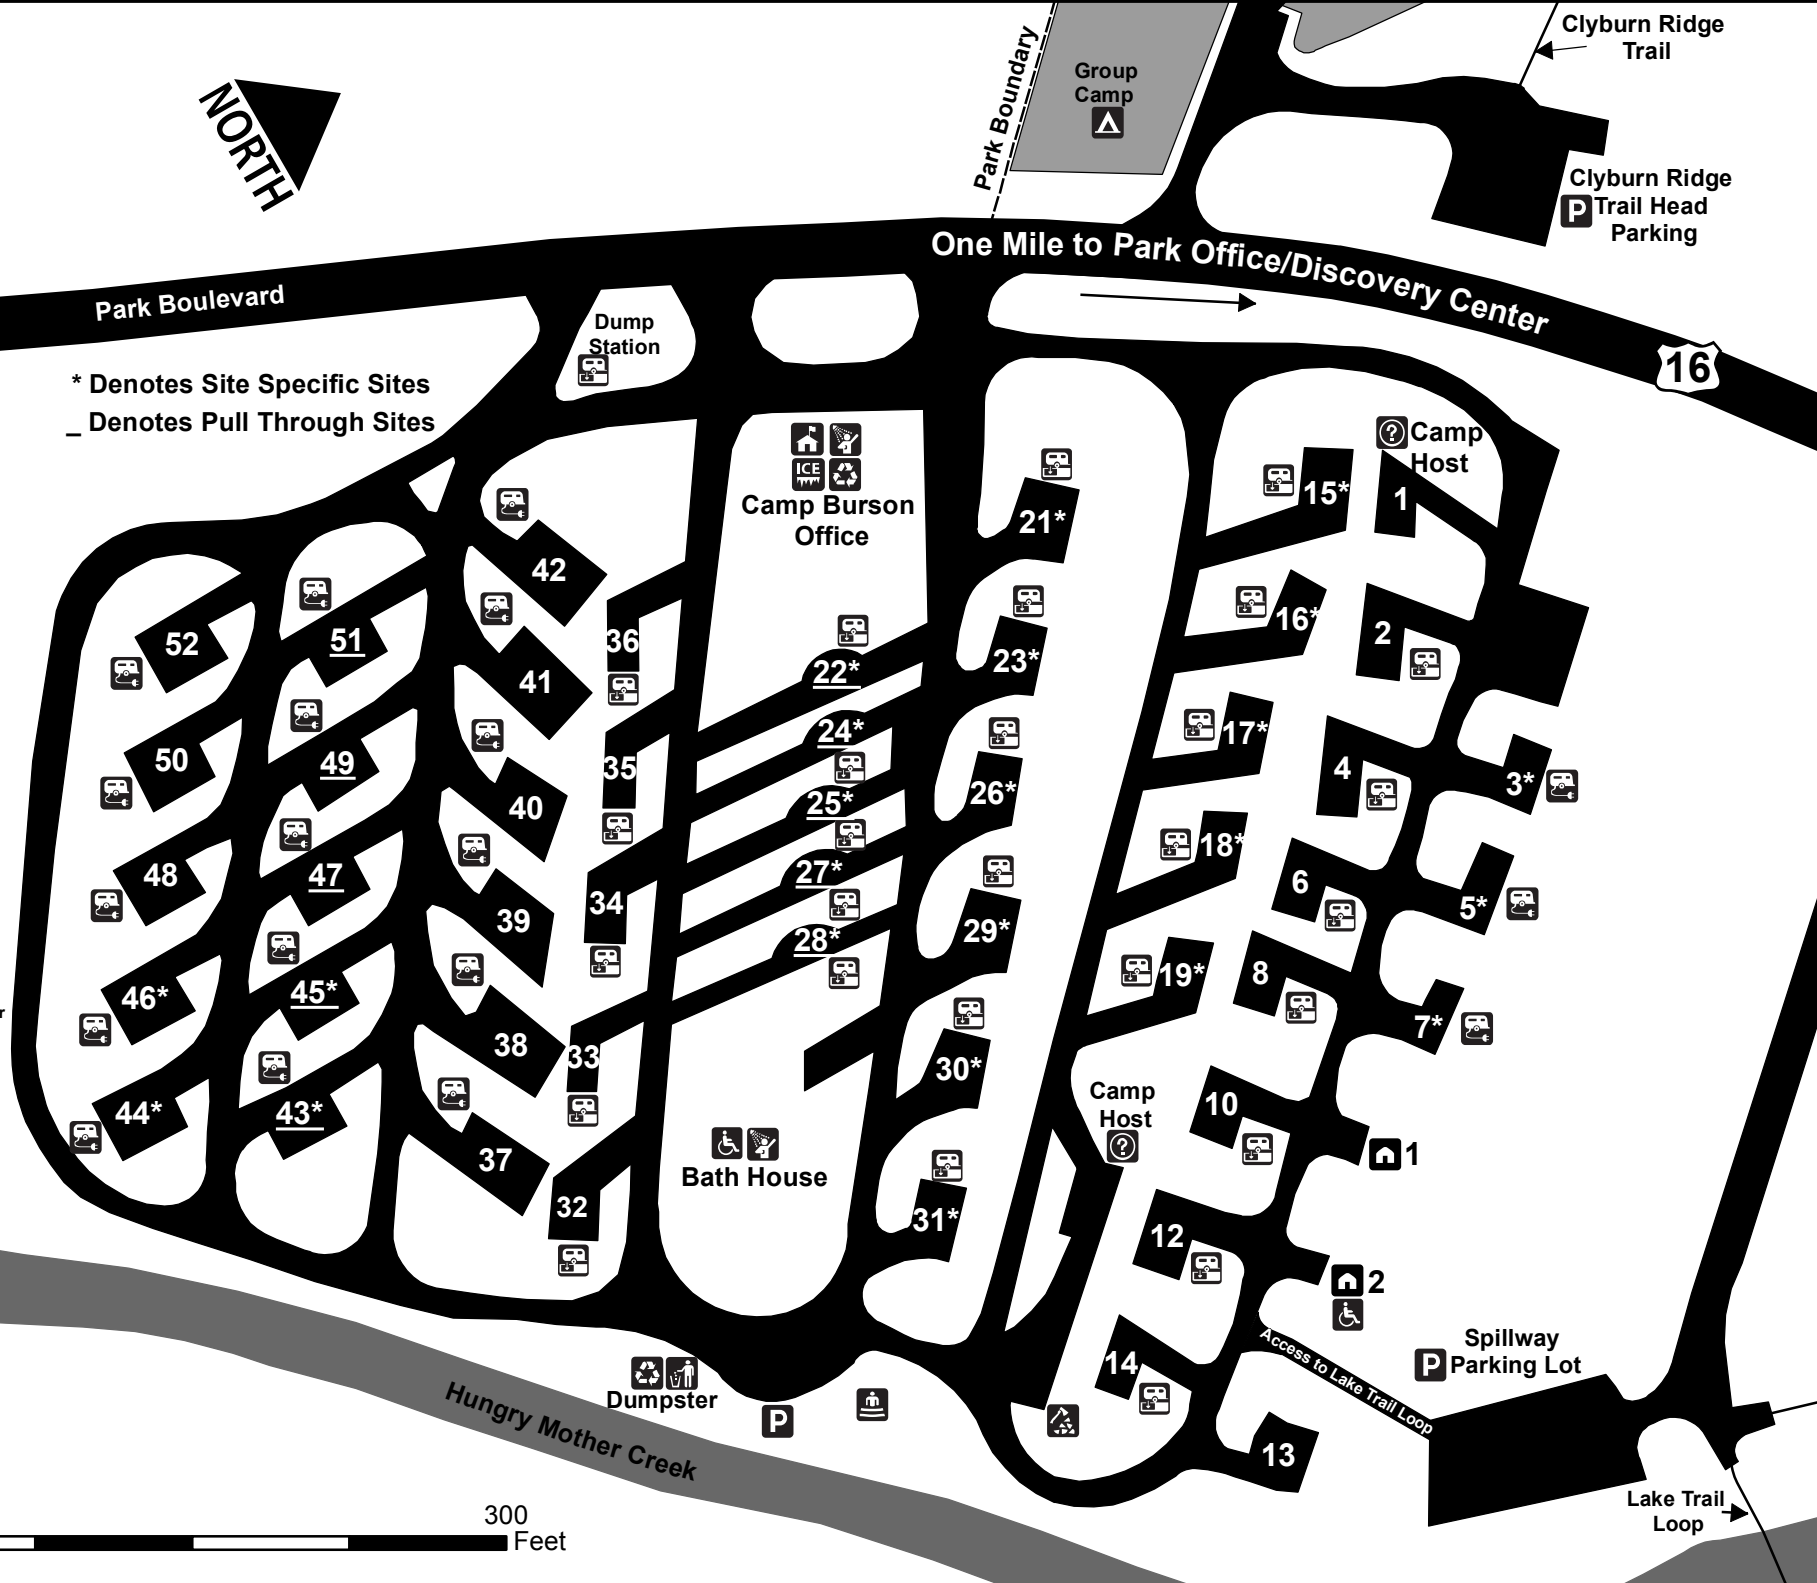 Clyburn Ridge
Trail
Park Boundary
Group
Camp
NORTH
Clyburn Ridge
P Trail Head
Parking
One Mile to Park Office/Discovery Center
Park Boulevard
Dump
Station
16
* Denotes Site Specific Sites
_ Denotes Pull Through Sites
? Camp
Host
ICE
Camp Burson
Office
15*
1
21*
42
52
51
36
16*
2
23*
22*
41
24*
17*
50
49
35
4
3*
26*
25*
40
18*
48
47
27*
6
5*
34
39
29*
28*
19*
8
46*
45*
7*
38
33
30*
Camp
Host
?
10
44*
43*
1
37
Bath House
32
31*
12
2
Spillway
P Parking Lot
Access to Lake Trail Loop
14
Dumpster
P
13
Hungry Mother Creek
Lake Trail
Loop
300
Feet